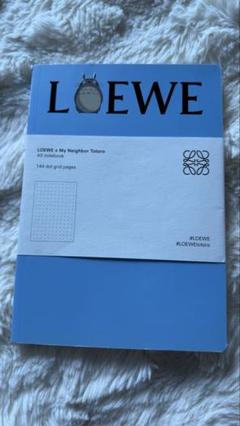 LOEWE
LOEWE x My Neighbor Totoro
A5 notebook
144 dot grid pages
#LOEWE
#LOEWEtotoro